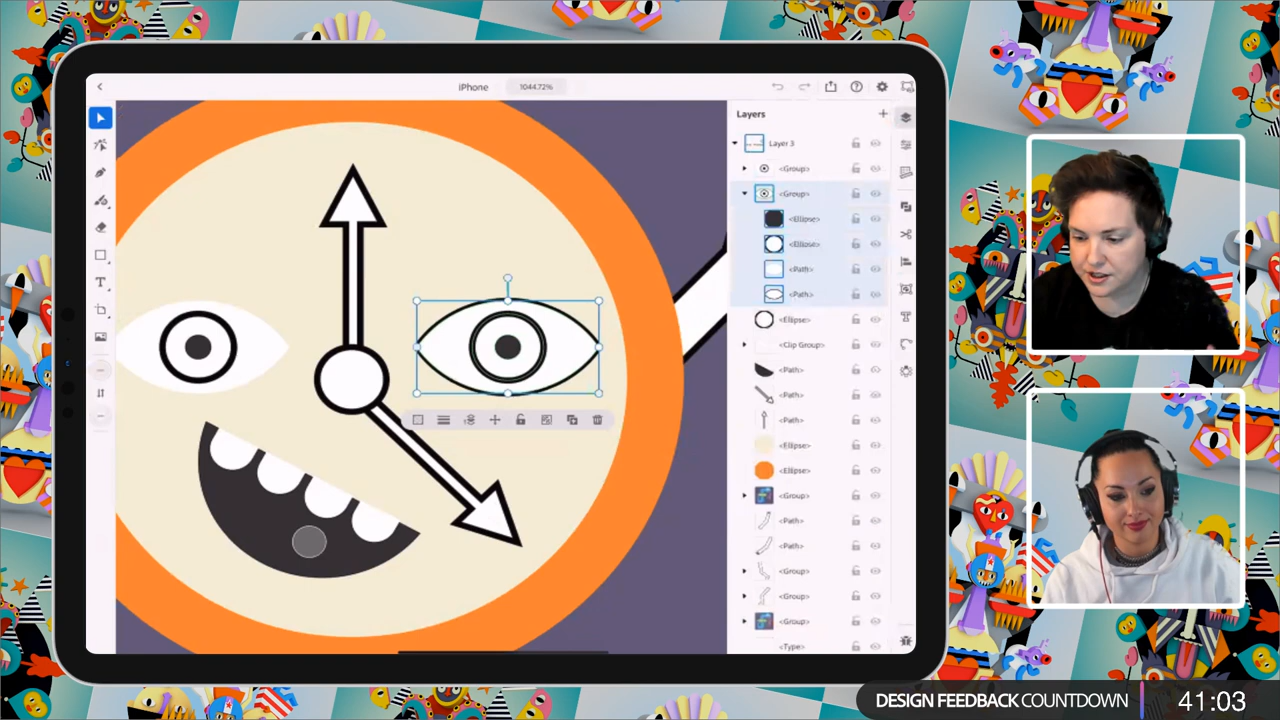 iPhone
1044.72%
Layers
Layer 3
<Group>
<Group>
<Ellipse>
<Ellipse>
<Path>
<Path>
<Ellipse>
<Clip Group>
<Path>
<Path>
<Path>
<Ellipse>
<Ellipse>
<Group>
<Path>
<Path>
<Group>
<Group>
<Group>
<Type>
DESIGN FEEDBACK COUNTDOWN
41:03